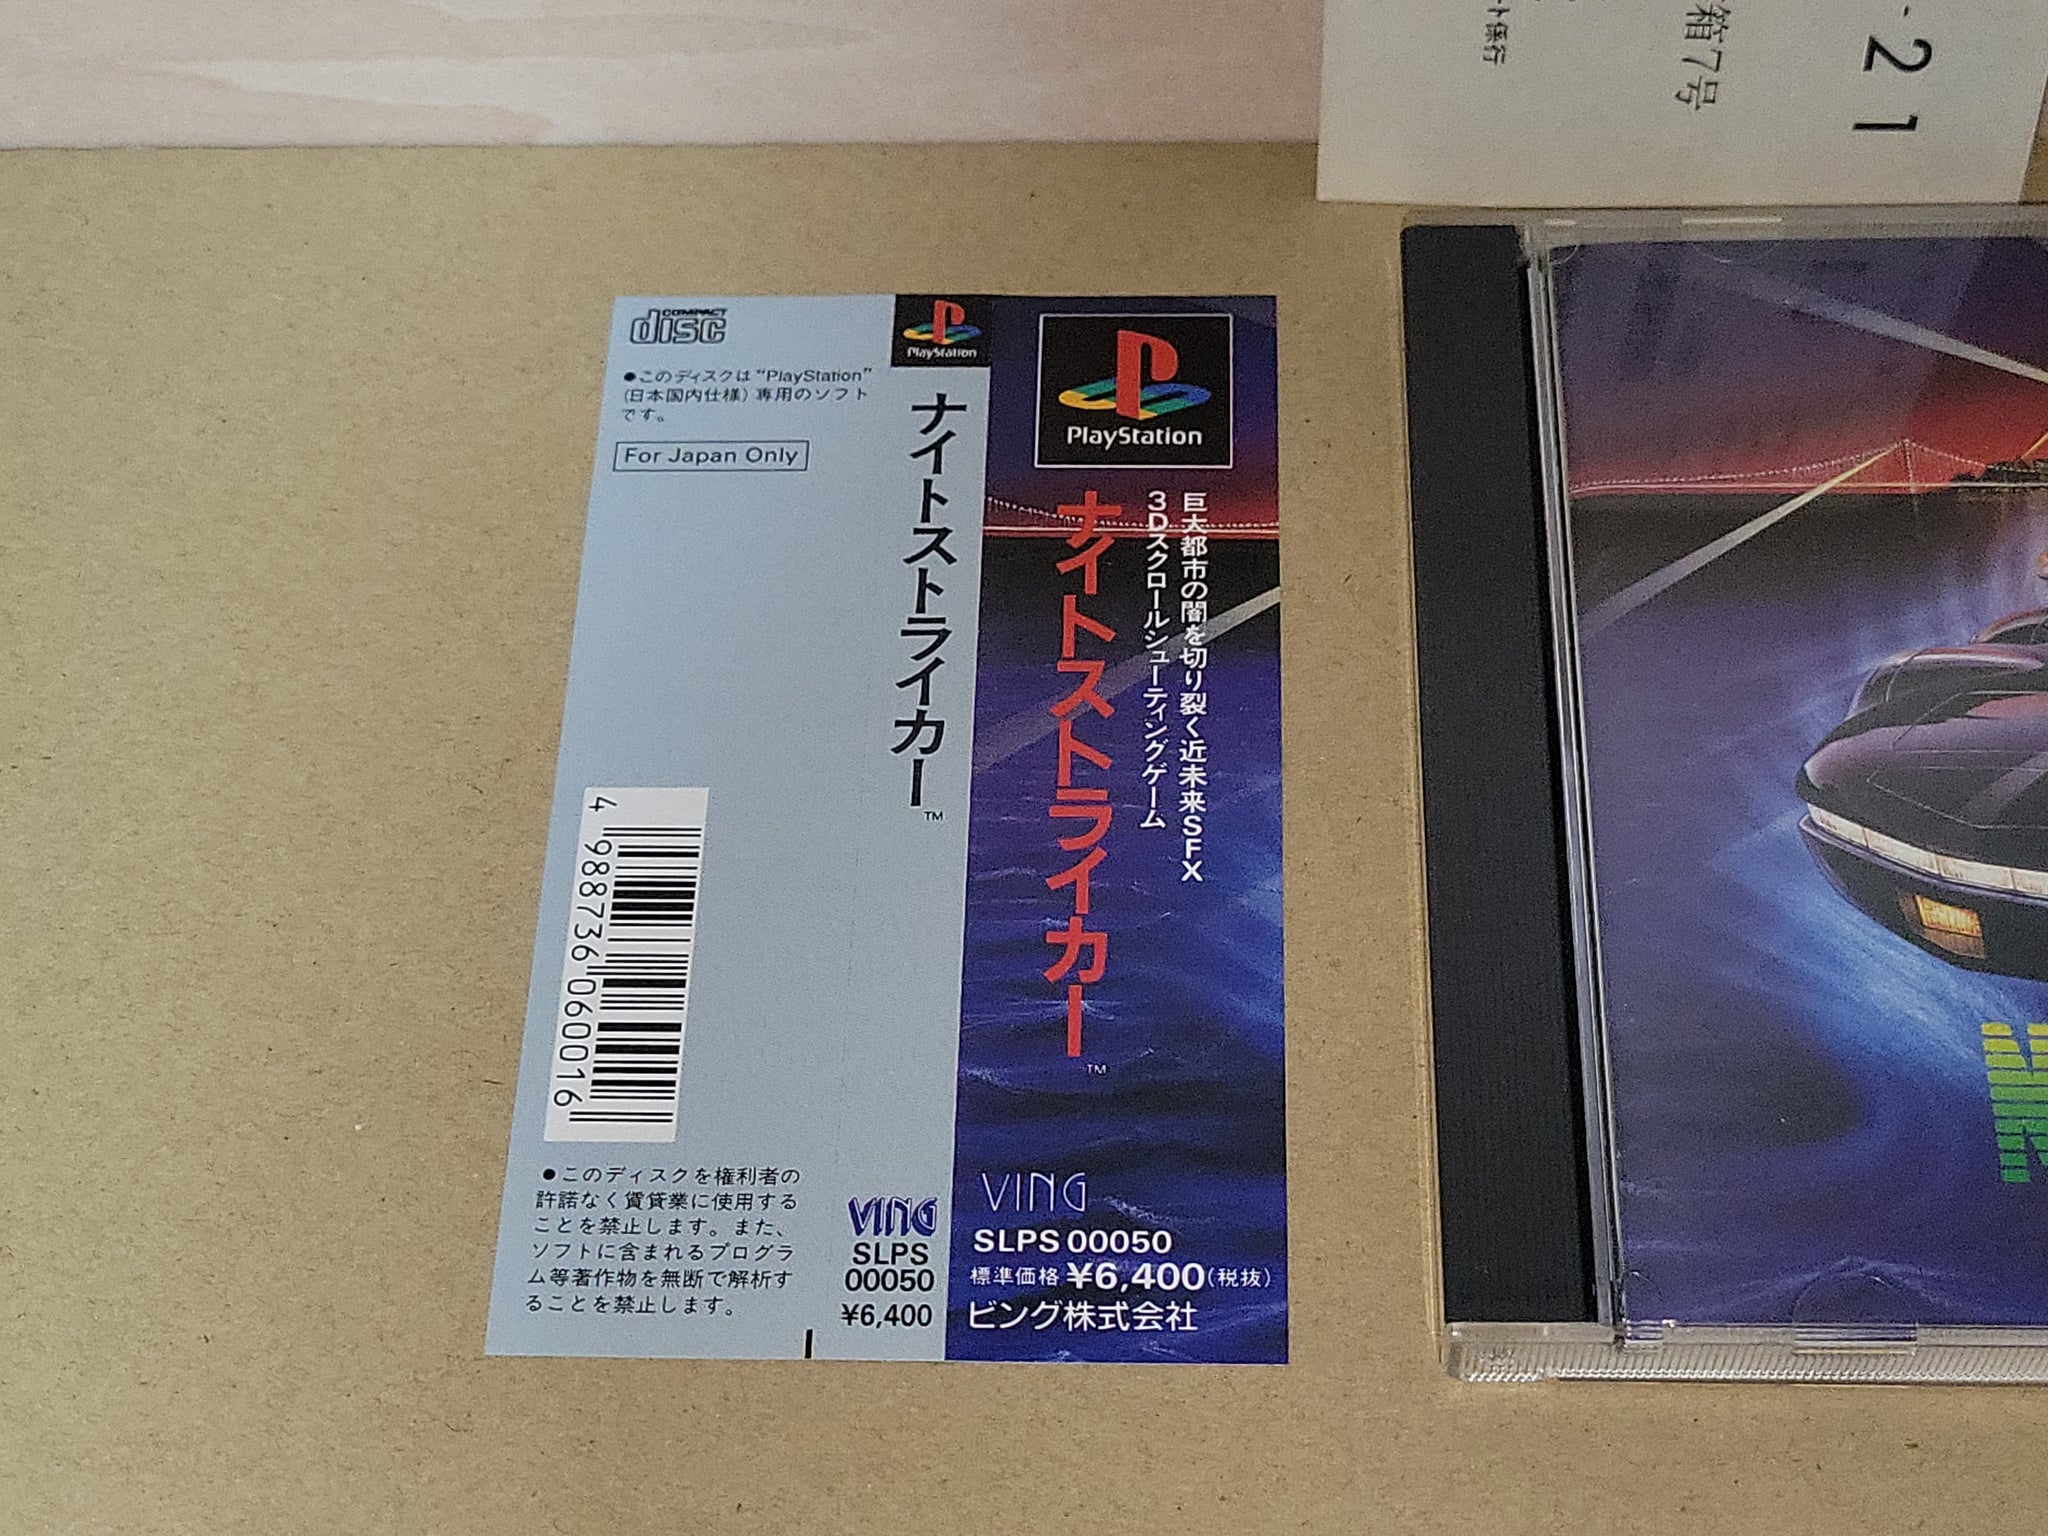 COMPACT
disc
●このディスクは“PlayStation”
(日本国内仕様)専用のソフト
です。
For Japan Only
4 988736 060016
●このディスクを権利者の
許諾なく賃貸業に使用する
ことを禁止します。また、
ソフトに含まれるプログラ
ム等著作物を無断で解析す
ることを禁止します。
PlayStation
ナイトストライカー™
VING
SLPS
00050
¥6,400
PlayStation
巨大都市の闇を切り裂く近未来SFX
3Dスクロールシューティングゲーム
ナイトストライカー™
VING
SLPS 00050
標準価格 ¥6,400(税抜)
ビング株式会社
-21
箱7号